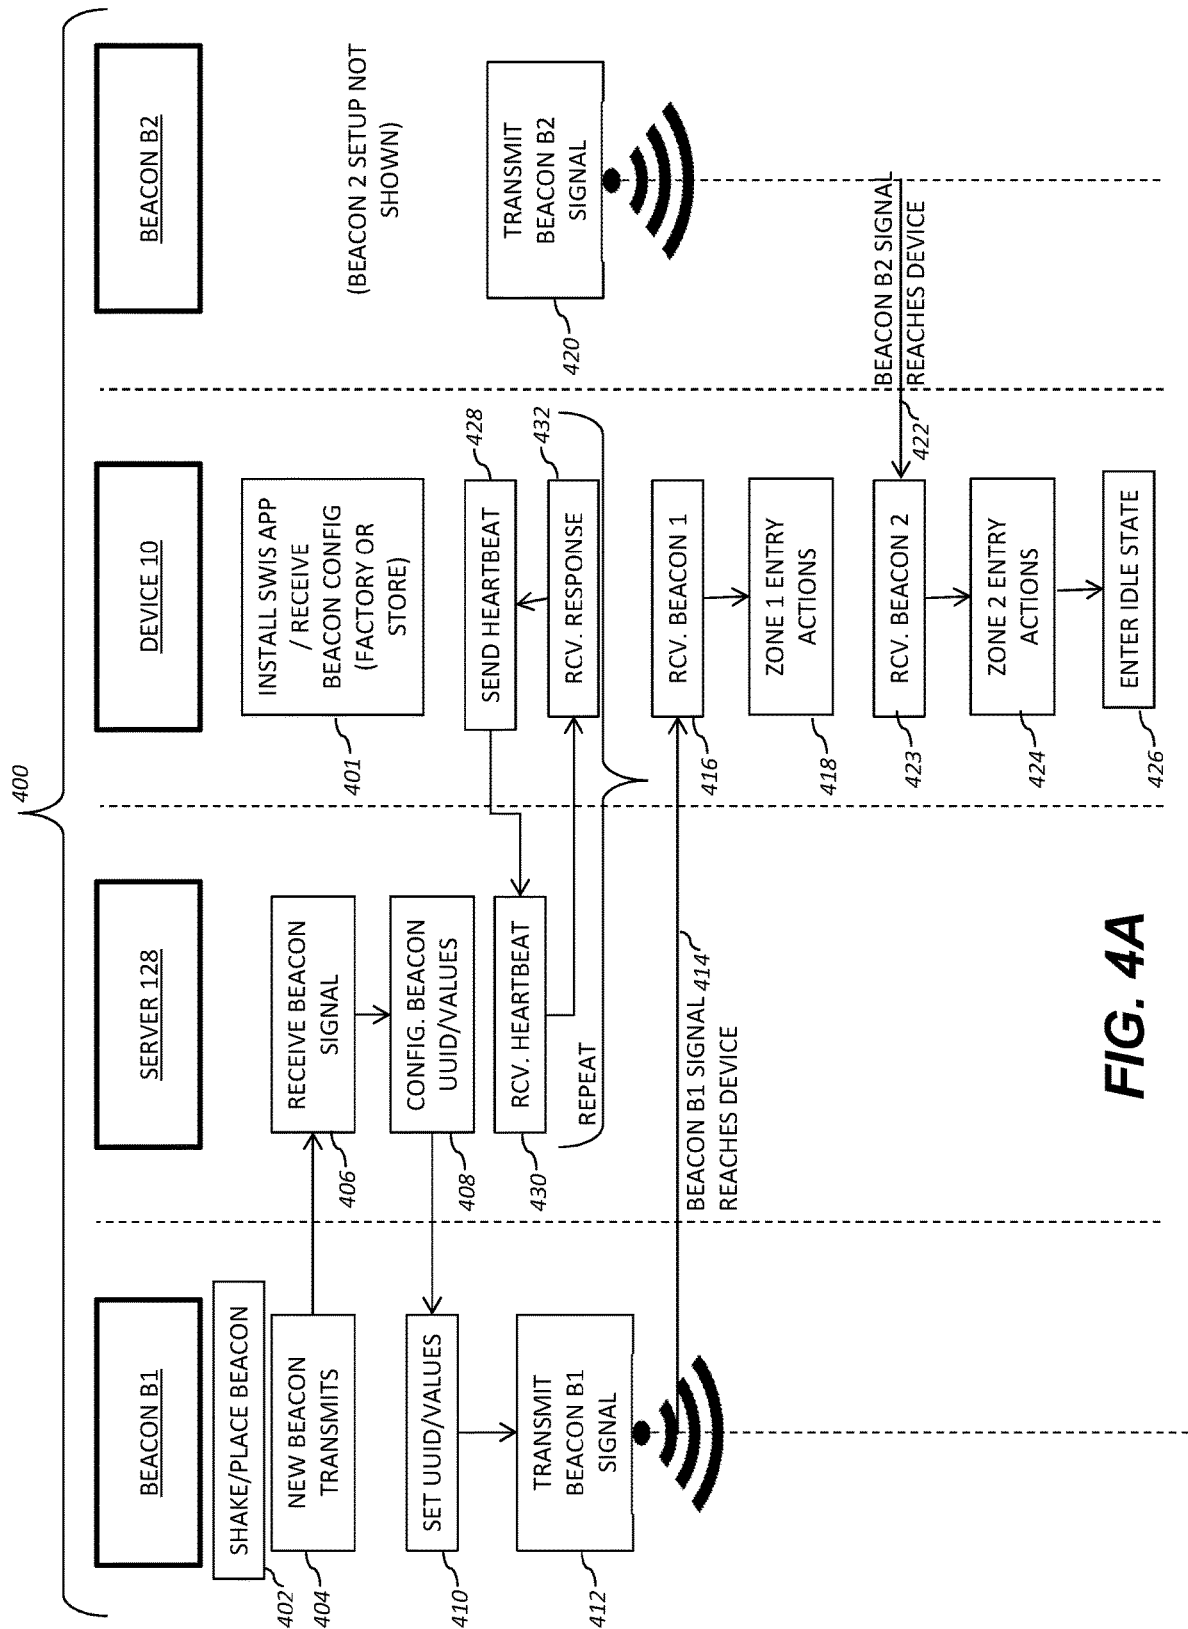 400
BEACON B1
SERVER 128
DEVICE 10
BEACON B2
SHAKE/PLACE BEACON
402
NEW BEACON
TRANSMITS
404
RECEIVE BEACON
SIGNAL
406
INSTALL SWIS APP
/ RECEIVE
BEACON CONFIG
(FACTORY OR
STORE)
401
(BEACON 2 SETUP NOT
SHOWN)
CONFIG. BEACON
UUID/VALUES
408
SET UUID/VALUES
410
SEND HEARTBEAT
428
RCV. HEARTBEAT
430
RCV. RESPONSE
432
REPEAT
TRANSMIT
BEACON B1
SIGNAL
412
TRANSMIT
BEACON B2
SIGNAL
420
BEACON B1 SIGNAL
REACHES DEVICE
414
RCV. BEACON 1
416
ZONE 1 ENTRY
ACTIONS
418
BEACON B2 SIGNAL
REACHES DEVICE
422
RCV. BEACON 2
423
ZONE 2 ENTRY
ACTIONS
424
ENTER IDLE STATE
426
FIG. 4A